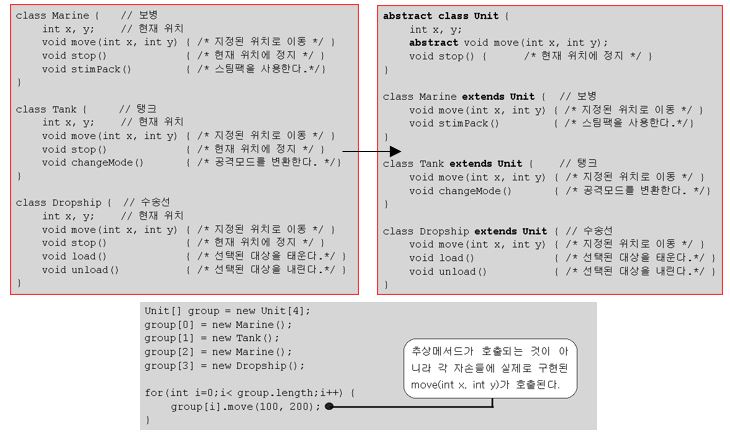 class Marine {    // 보병
int x, y;    // 현재 위치
void move(int x, int y) { /* 지정된 위치로 이동 */ }
void stop()             { /* 현재 위치에 정지 */ }
void stimPack()         { /* 스팀팩을 사용한다.*/}
}
class Tank {     // 탱크
int x, y;    // 현재 위치
void move(int x, int y) { /* 지정된 위치로 이동 */ }
void stop()             { /* 현재 위치에 정지 */ }
void changeMode()       { /* 공격모드를 변환한다. */}
}
class Dropship {  // 수송선
int x, y;    // 현재 위치
void move(int x, int y) { /* 지정된 위치로 이동 */ }
void stop()             { /* 현재 위치에 정지 */ }
void load()             { /* 선택된 대상을 태운다.*/ }
void unload()           { /* 선택된 대상을 내린다.*/ }
}
abstract class Unit {
int x, y;
abstract void move(int x, int y);
void stop() {      /* 현재 위치에 정지 */ }
}
class Marine extends Unit {  // 보병
void move(int x, int y) { /* 지정된 위치로 이동 */ }
void stimPack()         { /* 스팀팩을 사용한다.*/}
}
class Tank extends Unit {     // 탱크
void move(int x, int y) { /* 지정된 위치로 이동 */ }
void changeMode()       { /* 공격모드를 변환한다. */}
}
class Dropship extends Unit { // 수송선
void move(int x, int y) { /* 지정된 위치로 이동 */ }
void load()             { /* 선택된 대상을 태운다.*/ }
void unload()           { /* 선택된 대상을 내린다.*/ }
}
Unit[] group = new Unit[4];
group[0] = new Marine();
group[1] = new Tank();
group[2] = new Marine();
group[3] = new Dropship();
for(int i=0;i< group.length;i++) {
group[i].move(100, 200);
}
추상메서드가 호출되는 것이 아
니라 각 자손들에 실제로 구현된
move(int x, int y)가 호출된다.